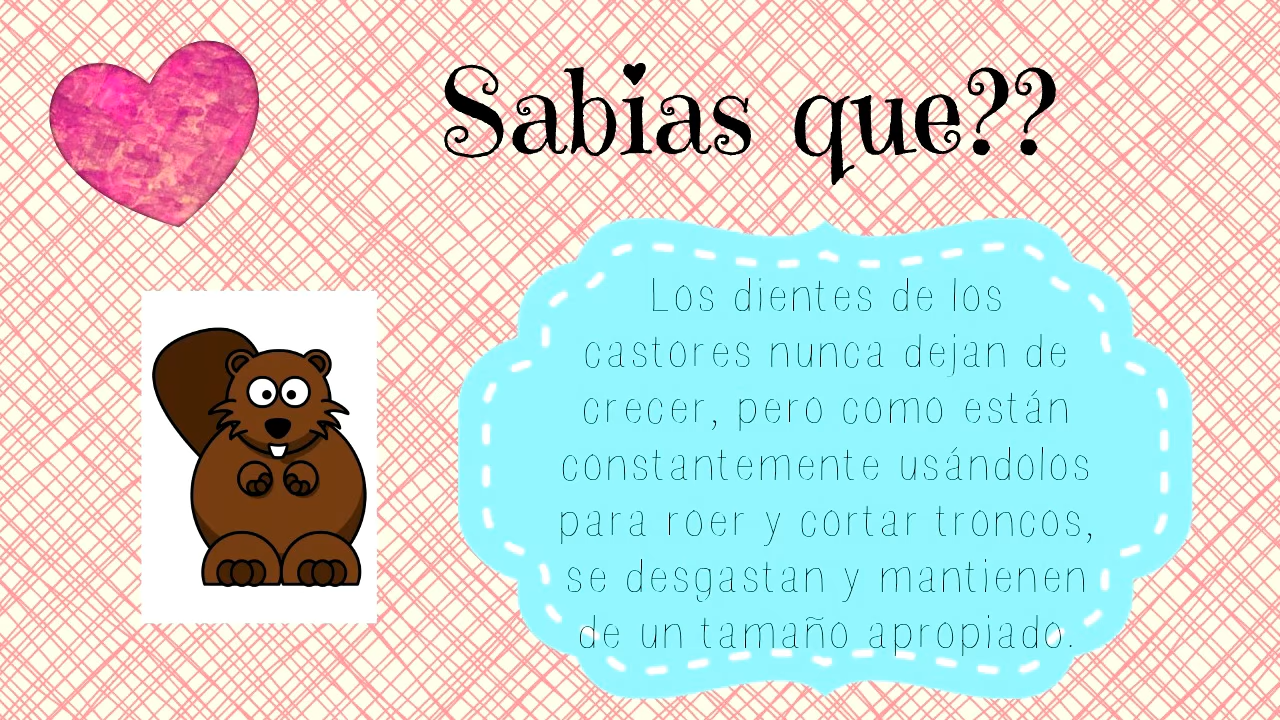 Sabias que??
Los dientes de los
castores nunca dejan de
crecer, pero como están
constantemente usándolos
para roer y cortar troncos,
se desgastan y mantienen
de un tamaño apropiado.